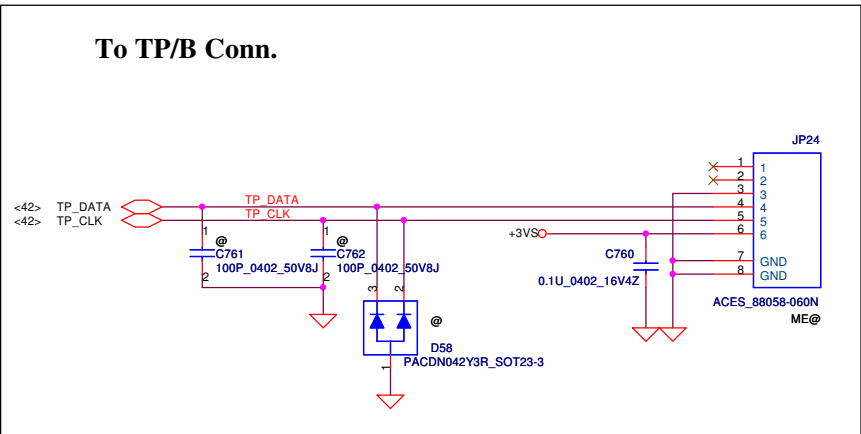 To TP/B Conn.
JP24
1 1
2 2
3 3
<42> TP_DATA TP_DATA 4 4
<42> TP_CLK TP_CLK 5 5
+3VS 6 6
1 @ 1 @
C761 C762 C760
100P_0402_50V8J 100P_0402_50V8J
2 2
7 GND
8 GND
0.1U_0402_16V4Z
3 2
ACES_88058-060N
ME@
@
D58
PACDN042Y3R_SOT23-3
1